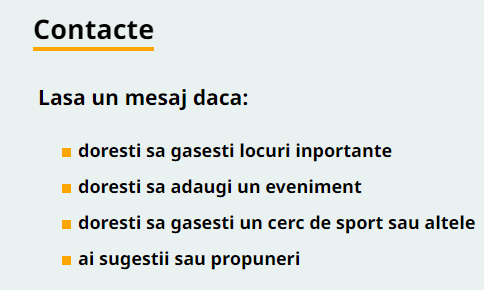 Contacte
Lasa un mesaj daca:
doresti sa gasesti locuri inportante
doresti sa adaugi un eveniment
doresti sa gasesti un cerc de sport sau altele
ai sugestii sau propuneri